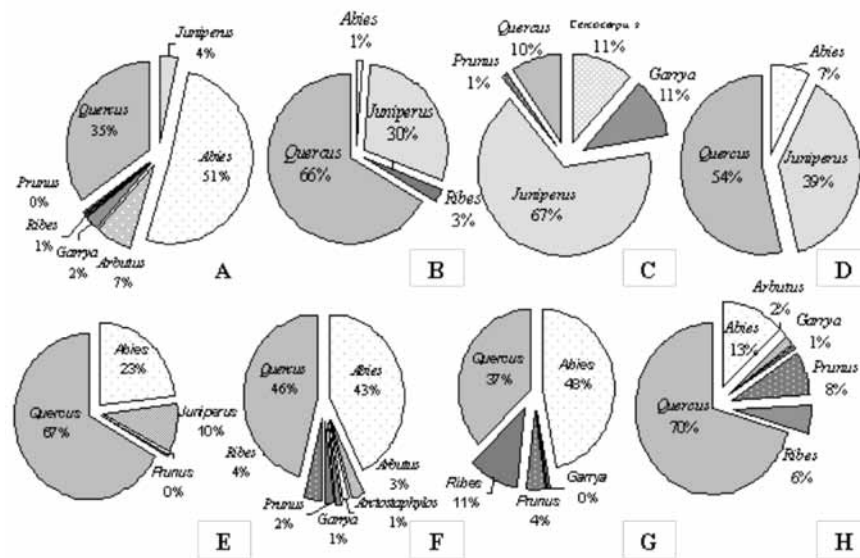 Juniperus
4%
Quercus
35%
Abies
51%
Prunus
0%
Ribes
1%
Garrya
2%
Arbutus
7%
A
Abies
1%
Juniperus
30%
Quercus
66%
Ribes
3%
B
Quercus
10%
11%
Prunus
1%
Garrya
11%
Juniperus
67%
C
Abies
7%
Quercus
54%
Juniperus
39%
D
Abies
23%
Quercus
67%
Juniperus
10%
Prunus
0%
E
Quercus
46%
Abies
43%
Ribes
4%
Prunus
2%
Garrya
1%
Arbutus
3%
Arctostaphylos
1%
F
Quercus
37%
Abies
48%
Ribes
11%
Prunus
4%
Garrya
0%
G
Arbutus
2%
Abies
13%
Garrya
1%
Prunus
8%
Quercus
70%
Ribes
6%
H